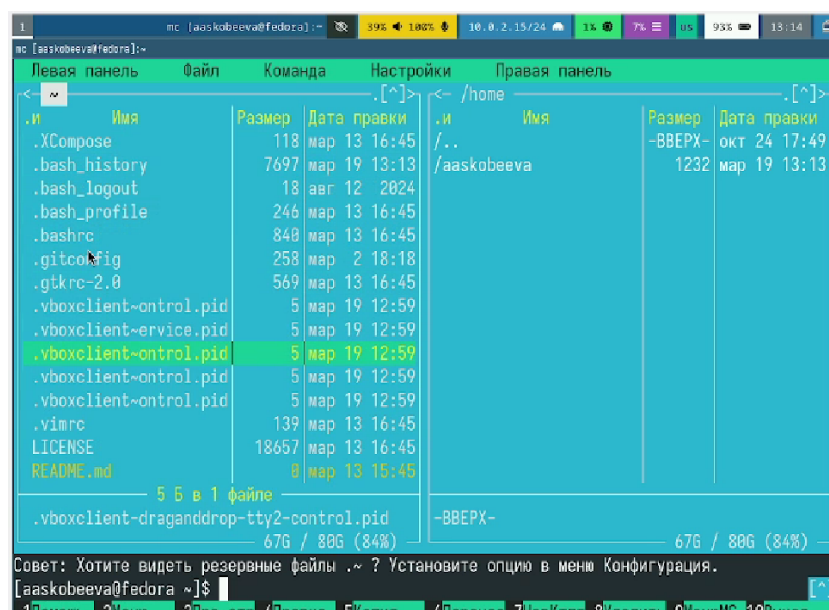 1 mc [aaskobeeva@fedora]:~ 39% 100% 10.0.2.15/24 1% 7% us 93% 13:14
mc [aaskobeeva@fedora]:~
Левая панель Файл Команда Настройки Правая панель
<- ~ .[^]> <- /home .[^]>
.и Имя Размер Дата правки .и Имя Размер Дата правки
.XCompose 118 мар 13 16:45 /.. -ВВЕРХ- окт 24 17:49
.bash_history 7697 мар 19 13:13 /aaskobeeva 1232 мар 19 13:13
.bash_logout 18 авг 12 2024
.bash_profile 246 мар 13 16:45
.bashrc 840 мар 13 16:45
.gitconfig 258 мар 2 18:18
.gtkrc-2.0 569 мар 13 16:45
.vboxclient~ontrol.pid 5 мар 19 12:59
.vboxclient~ervice.pid 5 мар 19 12:59
.vboxclient~ontrol.pid 5 мар 19 12:59
.vboxclient~ontrol.pid 5 мар 19 12:59
.vboxclient~ontrol.pid 5 мар 19 12:59
.vimrc 139 мар 13 16:45
LICENSE 18657 мар 13 16:45
README.md 0 мар 13 15:45
5 Б в 1 файле
.vboxclient-draganddrop-tty2-control.pid -ВВЕРХ-
67G / 80G (84%) 67G / 80G (84%)
Совет: Хотите видеть резервные файлы .~ ? Установите опцию в меню Конфигурация.
[aaskobeeva@fedora ~]$ [^